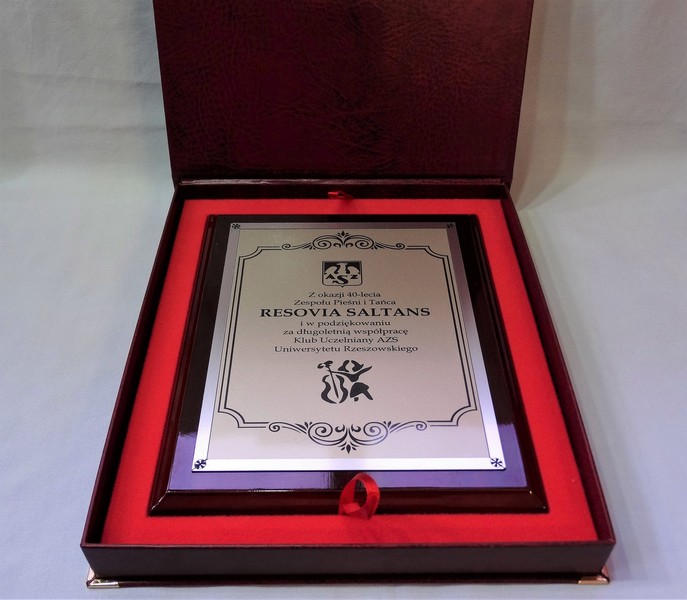 AZS
Z okazji 40-lecia
Zespołu Pieśni i Tańca
RESOVIA SALTANS
i w podziękowaniu
za długoletnią współpracę
Klub Uczelniany AZS
Uniwersytetu Rzeszowskiego